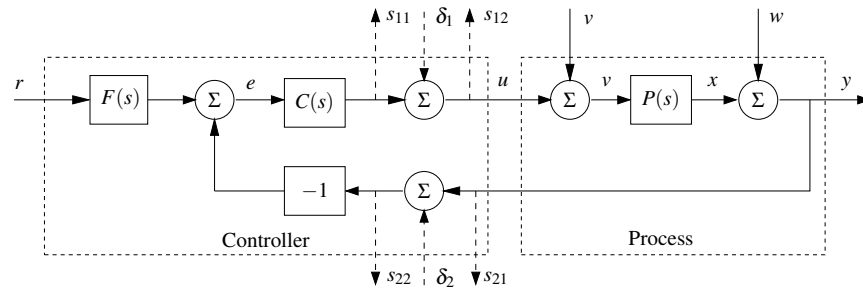 s₁₁ δ₁ s₁₂ v w
r F(s) Σ e C(s) Σ u Σ v P(s) x Σ y
−1 Σ
Controller Process
s₂₂ δ₂ s₂₁